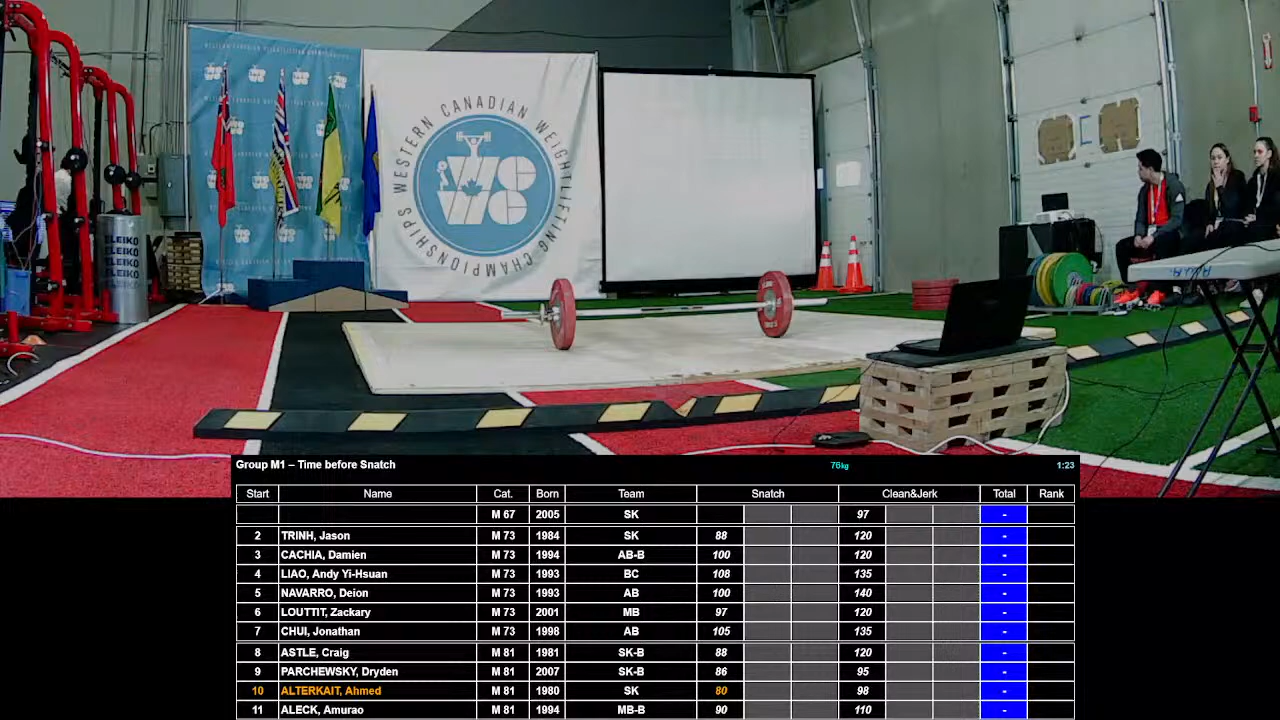 WESTERN CANADIAN WEIGHLIFTING CHAMPIONSHIPS
WC
WC
ELEIKO
ELEIKO
ELEIKO
ELEIKO
Group M1 – Time before Snatch 76kg 1:23
Start Name Cat. Born Team Snatch Clean&Jerk Total Rank
M 67 2005 SK 97 -
2 TRINH, Jason M 73 1984 SK 88 120 -
3 CACHIA, Damien M 73 1994 AB-B 100 120 -
4 LIAO, Andy Yi-Hsuan M 73 1993 BC 108 135 -
5 NAVARRO, Deion M 73 1993 AB 100 140 -
6 LOUTTIT, Zackary M 73 2001 MB 97 120 -
7 CHUI, Jonathan M 73 1998 AB 105 135 -
8 ASTLE, Craig M 81 1981 SK-B 88 120 -
9 PARCHEWSKY, Dryden M 81 2007 SK-B 86 95 -
10 ALTERKAIT, Ahmed M 81 1980 SK 80 98 -
11 ALECK, Amurao M 81 1994 MB-B 90 110 -